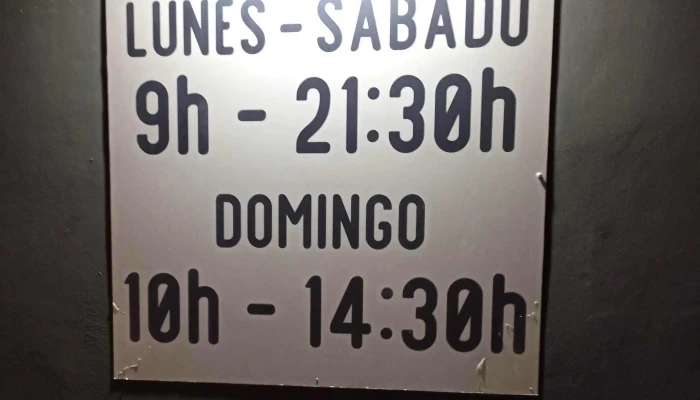 LUNES - SABADO
9h - 21:30h
DOMINGO
10h - 14:30h